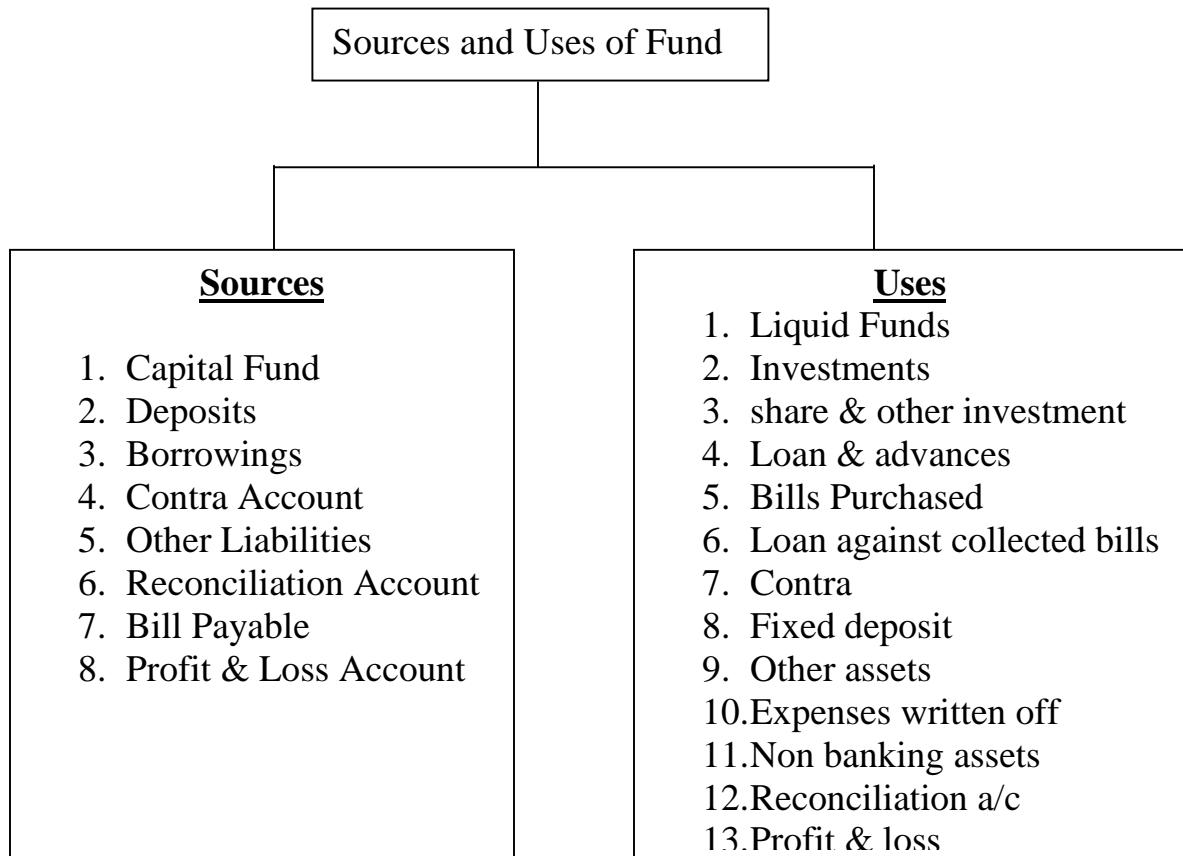 Sources and Uses of Fund
Sources
1. Capital Fund
2. Deposits
3. Borrowings
4. Contra Account
5. Other Liabilities
6. Reconciliation Account
7. Bill Payable
8. Profit & Loss Account
Uses
1. Liquid Funds
2. Investments
3. share & other investment
4. Loan & advances
5. Bills Purchased
6. Loan against collected bills
7. Contra
8. Fixed deposit
9. Other assets
10.Expenses written off
11.Non banking assets
12.Reconciliation a/c
13.Profit & loss